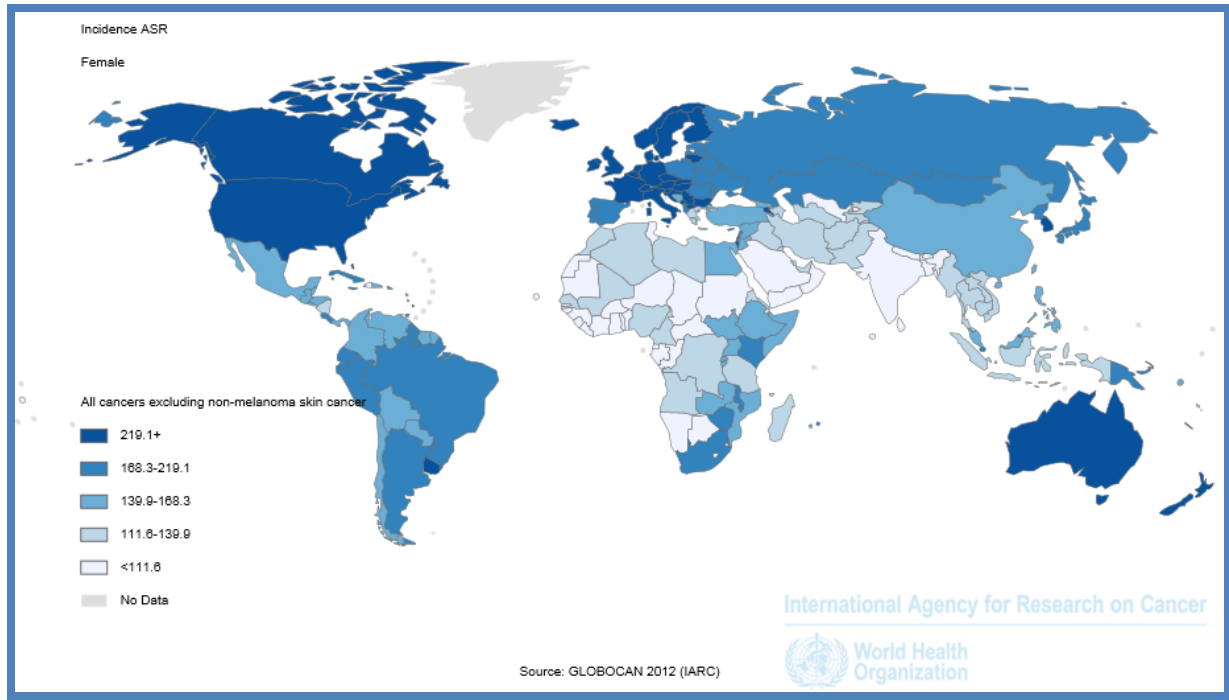 Incidence ASR
Female
All cancers excluding non-melanoma skin cancer
219.1+
168.3-219.1
139.9-168.3
111.6-139.9
<111.6
No Data
International Agency for Research on Cancer
World Health
Organization
Source: GLOBOCAN 2012 (IARC)